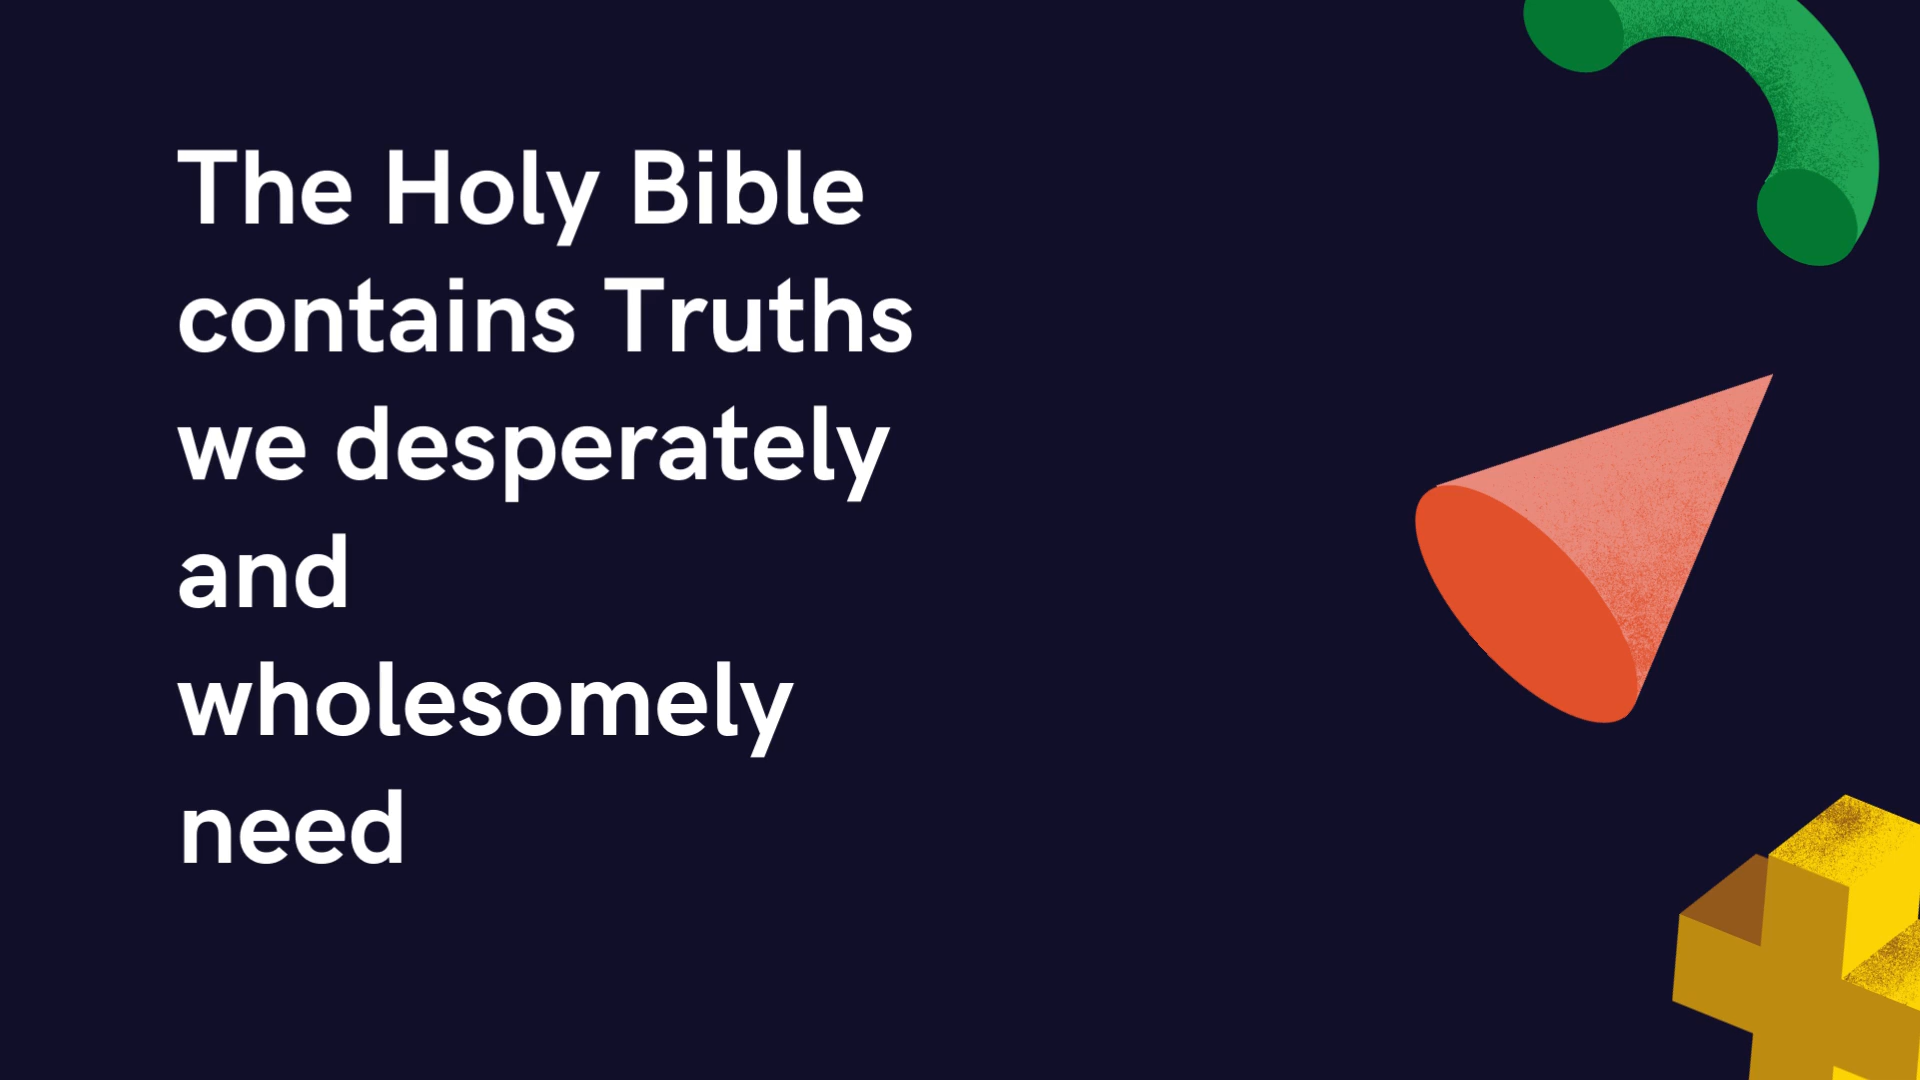 The Holy Bible
contains Truths
we desperately
and
wholesomely
need